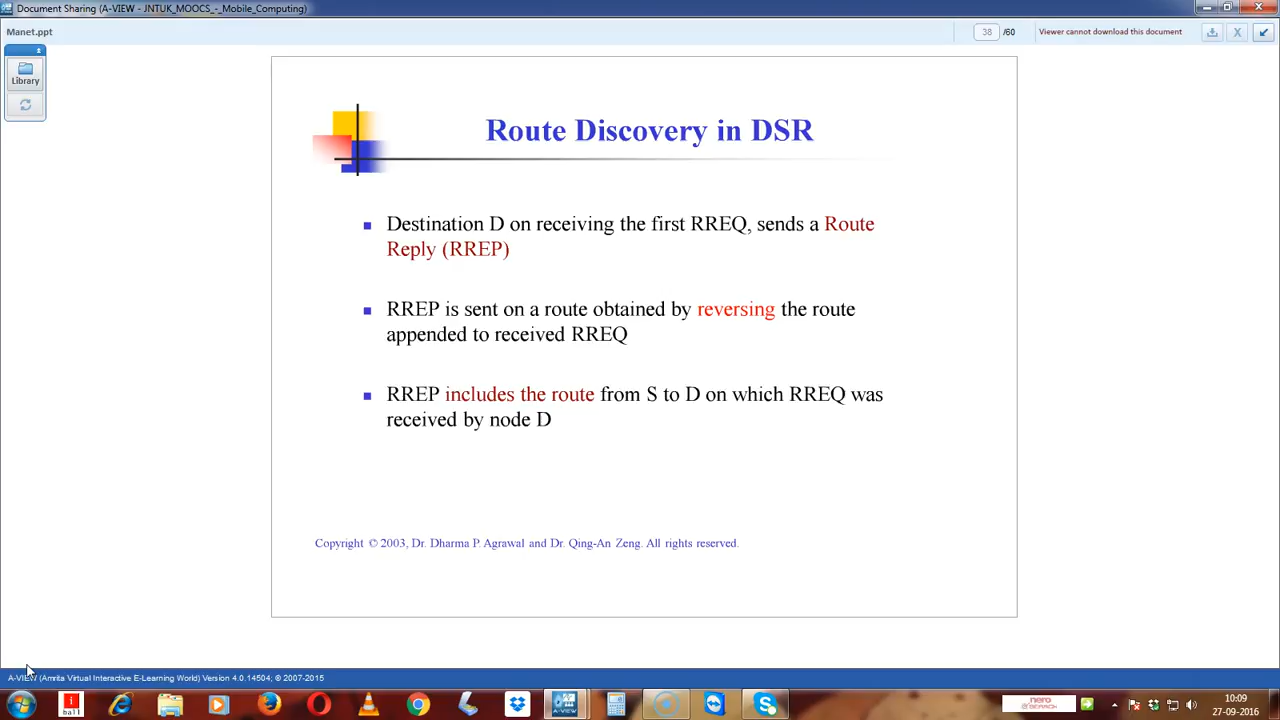 Document Sharing (A-VIEW - JNTUK_MOOCS_-_Mobile_Computing)
Manet.ppt
38 /60
Viewer cannot download this document
X
Library
Route Discovery in DSR
Destination D on receiving the first RREQ, sends a Route
Reply (RREP)
RREP is sent on a route obtained by reversing the route
appended to received RREQ
RREP includes the route from S to D on which RREQ was
received by node D
Copyright © 2003, Dr. Dharma P. Agrawal and Dr. Qing-An Zeng. All rights reserved.
A-VIEW (Amrita Virtual Interactive E-Learning World) Version 4.0.14504; ® 2007-2015
i
ball
nero
SEARCH
10:09
27-09-2016